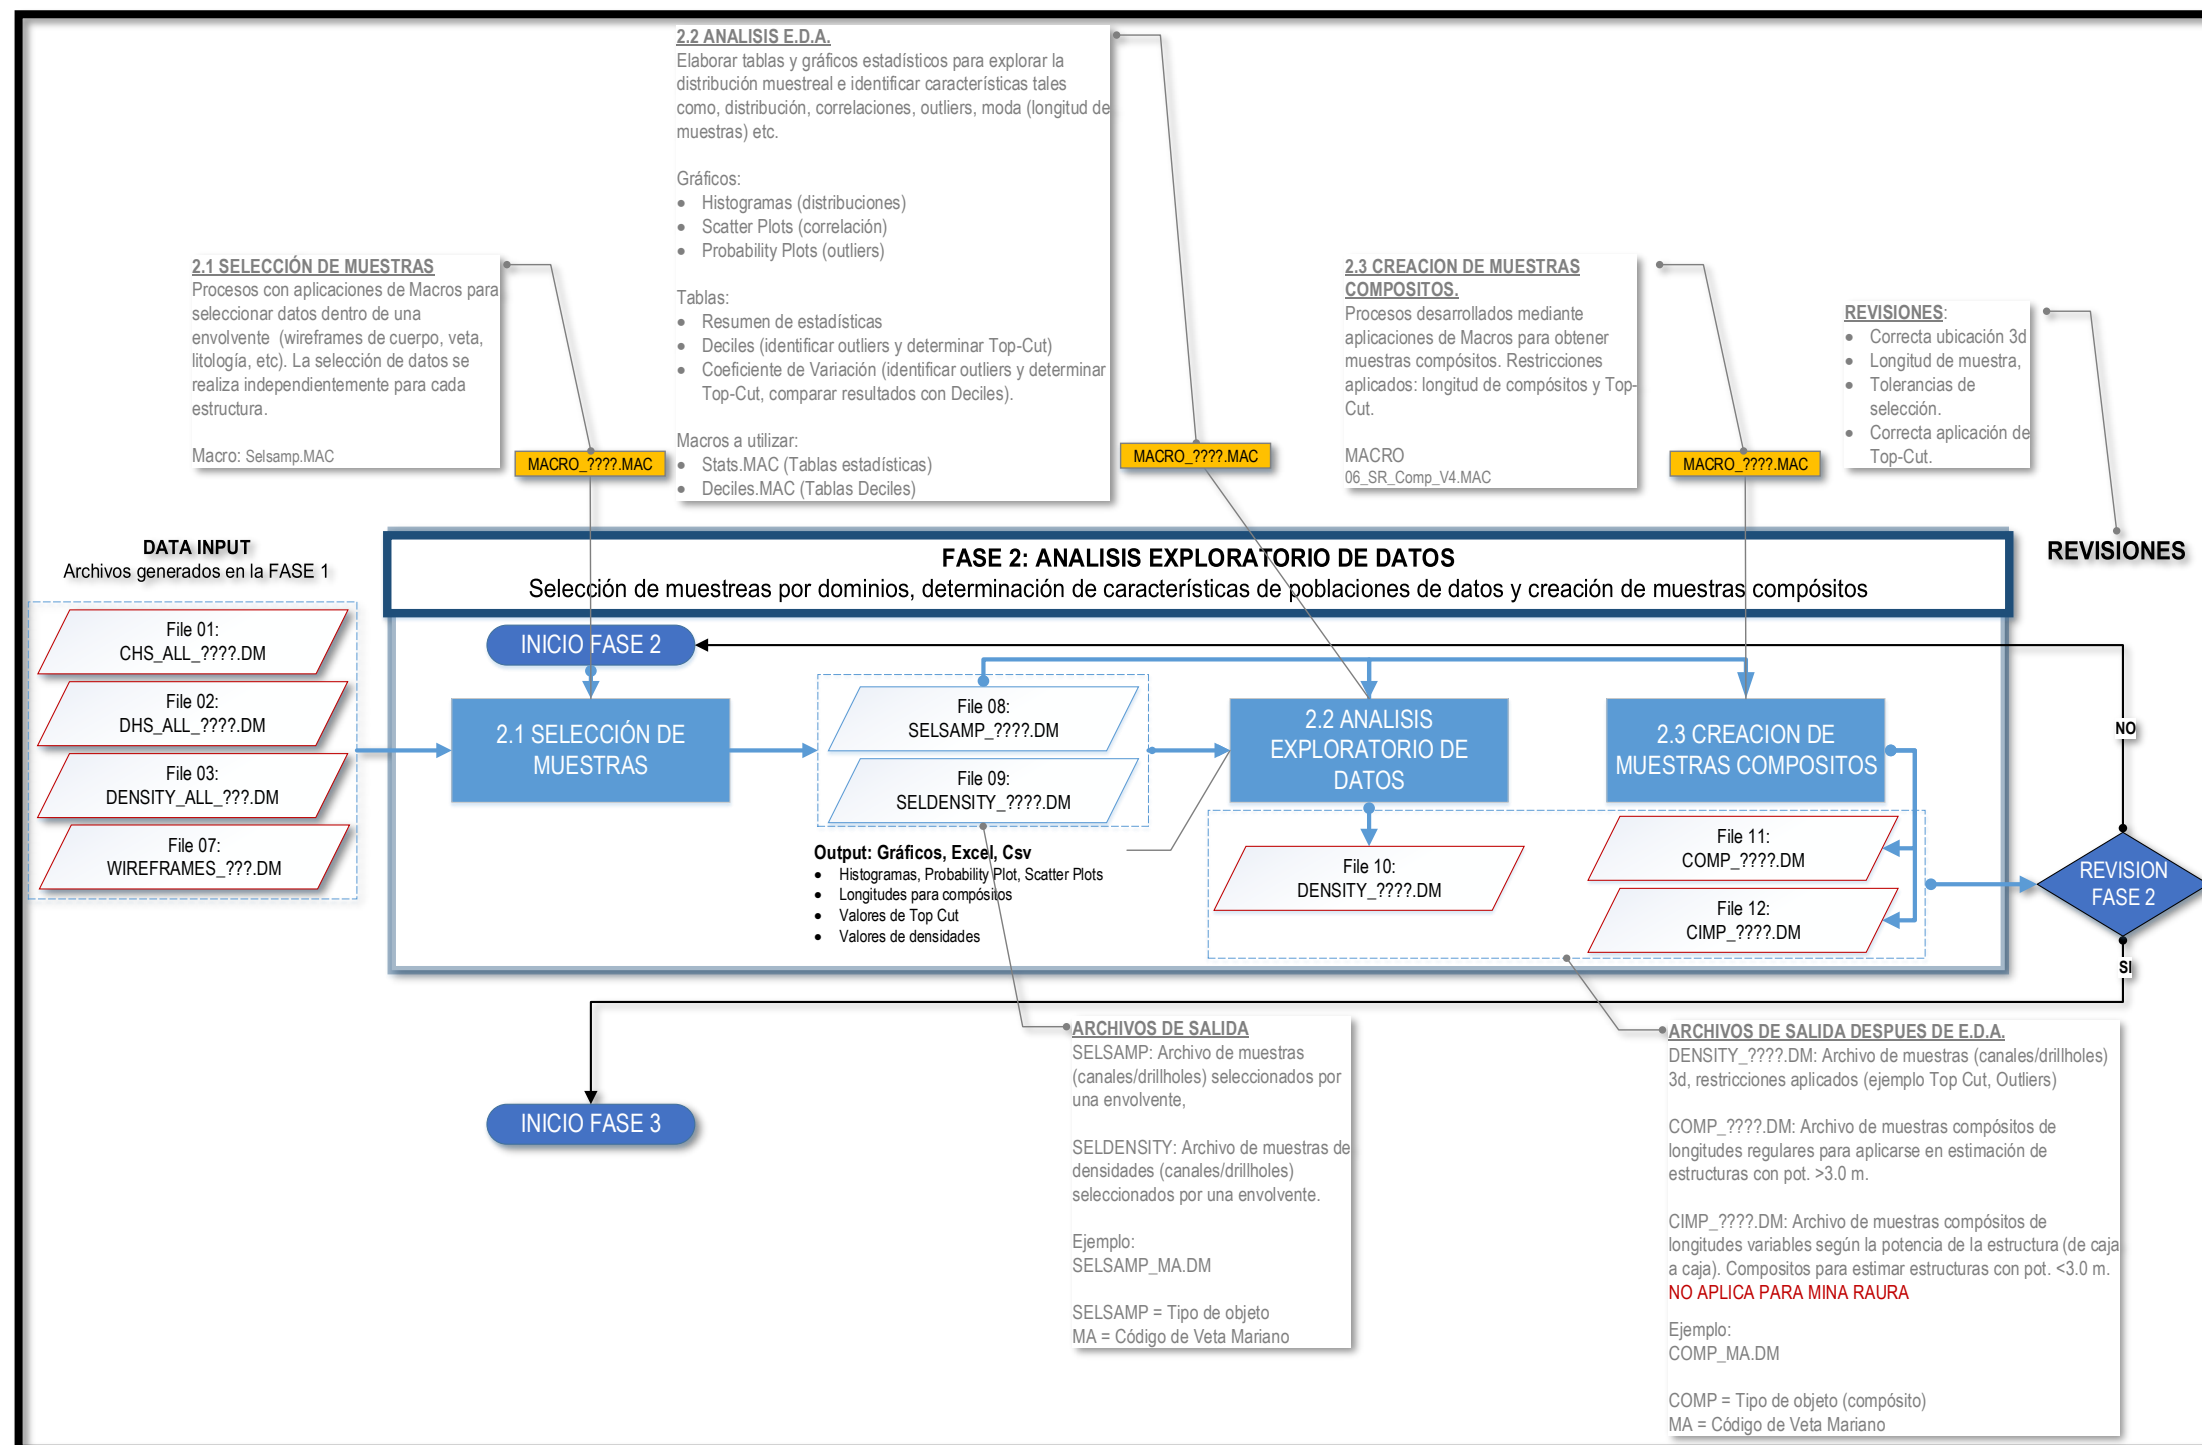 2.2 ANALISIS E.D.A.
Elaborar tablas y gráficos estadísticos para explorar la
distribución muestreal e identificar características tales
como, distribución, correlaciones, outliers, moda (longitud de
muestras) etc.
Gráficos:
• Histogramas (distribuciones)
• Scatter Plots (correlación)
• Probability Plots (outliers)
Tablas:
• Resumen de estadísticas
• Deciles (identificar outliers y determinar Top-Cut)
• Coeficiente de Variación (identificar outliers y determinar
Top-Cut, comparar resultados con Deciles).
Macros a utilizar:
• Stats.MAC (Tablas estadísticas)
• Deciles.MAC (Tablas Deciles)
2.1 SELECCIÓN DE MUESTRAS
Procesos con aplicaciones de Macros para
seleccionar datos dentro de una
envolvente (wireframes de cuerpo, veta,
litología, etc). La selección de datos se
realiza independientemente para cada
estructura.
Macro: Selsamp.MAC
MACRO_????.MAC
MACRO_????.MAC
2.3 CREACION DE MUESTRAS
COMPOSITOS.
Procesos desarrollados mediante
aplicaciones de Macros para obtener
muestras compósitos. Restricciones
aplicados: longitud de compósitos y Top-
Cut.
MACRO
06_SR_Comp_V4.MAC
MACRO_????.MAC
REVISIONES:
• Correcta ubicación 3d
• Longitud de muestra,
• Tolerancias de
selección.
• Correcta aplicación de
Top-Cut.
REVISIONES
DATA INPUT
Archivos generados en la FASE 1
FASE 2: ANALISIS EXPLORATORIO DE DATOS
Selección de muestreas por dominios, determinación de características de poblaciones de datos y creación de muestras compósitos
File 01:
CHS_ALL_????.DM
File 02:
DHS_ALL_????.DM
File 03:
DENSITY_ALL_???.DM
File 07:
WIREFRAMES_???.DM
INICIO FASE 2
2.1 SELECCIÓN DE
MUESTRAS
File 08:
SELSAMP_????.DM
File 09:
SELDENSITY_????.DM
2.2 ANALISIS
EXPLORATORIO DE
DATOS
2.3 CREACION DE
MUESTRAS COMPOSITOS
Output: Gráficos, Excel, Csv
• Histogramas, Probability Plot, Scatter Plots
• Longitudes para compósitos
• Valores de Top Cut
• Valores de densidades
File 10:
DENSITY_????.DM
File 11:
COMP_????.DM
File 12:
CIMP_????.DM
NO
REVISION
FASE 2
SI
INICIO FASE 3
ARCHIVOS DE SALIDA
SELSAMP: Archivo de muestras
(canales/drillholes) seleccionados por
una envolvente,
SELDENSITY: Archivo de muestras de
densidades (canales/drillholes)
seleccionados por una envolvente.
Ejemplo:
SELSAMP_MA.DM
SELSAMP = Tipo de objeto
MA = Código de Veta Mariano
ARCHIVOS DE SALIDA DESPUES DE E.D.A.
DENSITY_????.DM: Archivo de muestras (canales/drillholes)
3d, restricciones aplicados (ejemplo Top Cut, Outliers)
COMP_????.DM: Archivo de muestras compósitos de
longitudes regulares para aplicarse en estimación de
estructuras con pot. >3.0 m.
CIMP_????.DM: Archivo de muestras compósitos de
longitudes variables según la potencia de la estructura (de caja
a caja). Compositos para estimar estructuras con pot. <3.0 m.
NO APLICA PARA MINA RAURA
Ejemplo:
COMP_MA.DM
COMP = Tipo de objeto (compósito)
MA = Código de Veta Mariano